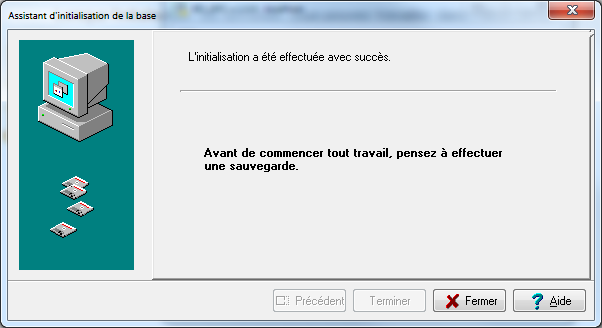 Assistant d'initialisation de la base
L'initialisation a été effectuée avec succès.
Avant de commencer tout travail, pensez à effectuer
une sauvegarde.
Précédent
Terminer
Fermer
Aide